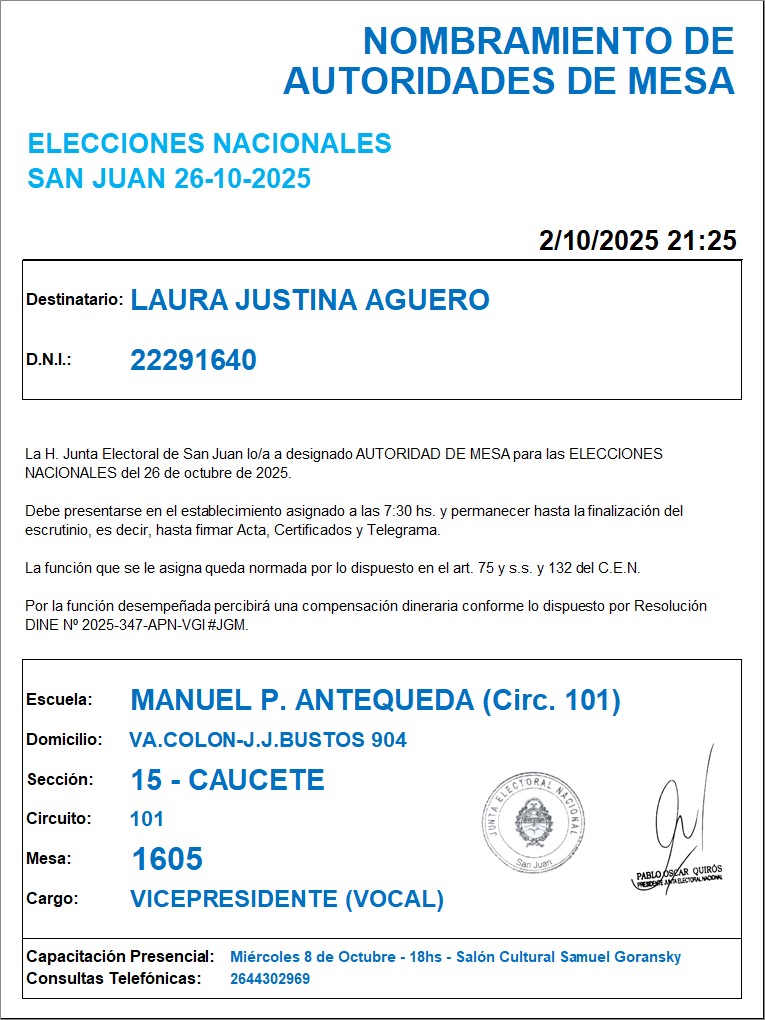 NOMBRAMIENTO DE
AUTORIDADES DE MESA
ELECCIONES NACIONALES
SAN JUAN 26-10-2025
2/10/2025 21:25
Destinatario: LAURA JUSTINA AGUERO
D.N.I.: 22291640
La H. Junta Electoral de San Juan lo/a a designado AUTORIDAD DE MESA para las ELECCIONES
NACIONALES del 26 de octubre de 2025.
Debe presentarse en el establecimiento asignado a las 7:30 hs. y permanecer hasta la finalización del
escrutinio, es decir, hasta firmar Acta, Certificados y Telegrama.
La función que se le asigna queda normada por lo dispuesto en el art. 75 y s.s. y 132 del C.E.N.
Por la función desempeñada percibirá una compensación dineraria conforme lo dispuesto por Resolución
DINE Nº 2025-347-APN-VGI#JGM.
Escuela: MANUEL P. ANTEQUEDA (Circ. 101)
Domicilio: VA.COLON-J.J.BUSTOS 904
Sección: 15 - CAUCETE
Circuito: 101
Mesa: 1605
Cargo: VICEPRESIDENTE (VOCAL)
JUNTA ELECTORAL NACIONAL
San Juan
PABLO OSCAR QUIRÓS
PRESIDENTE JUNTA ELECTORAL NACIONAL
Capacitación Presencial: Miércoles 8 de Octubre - 18hs - Salón Cultural Samuel Goransky
Consultas Telefónicas: 2644302969